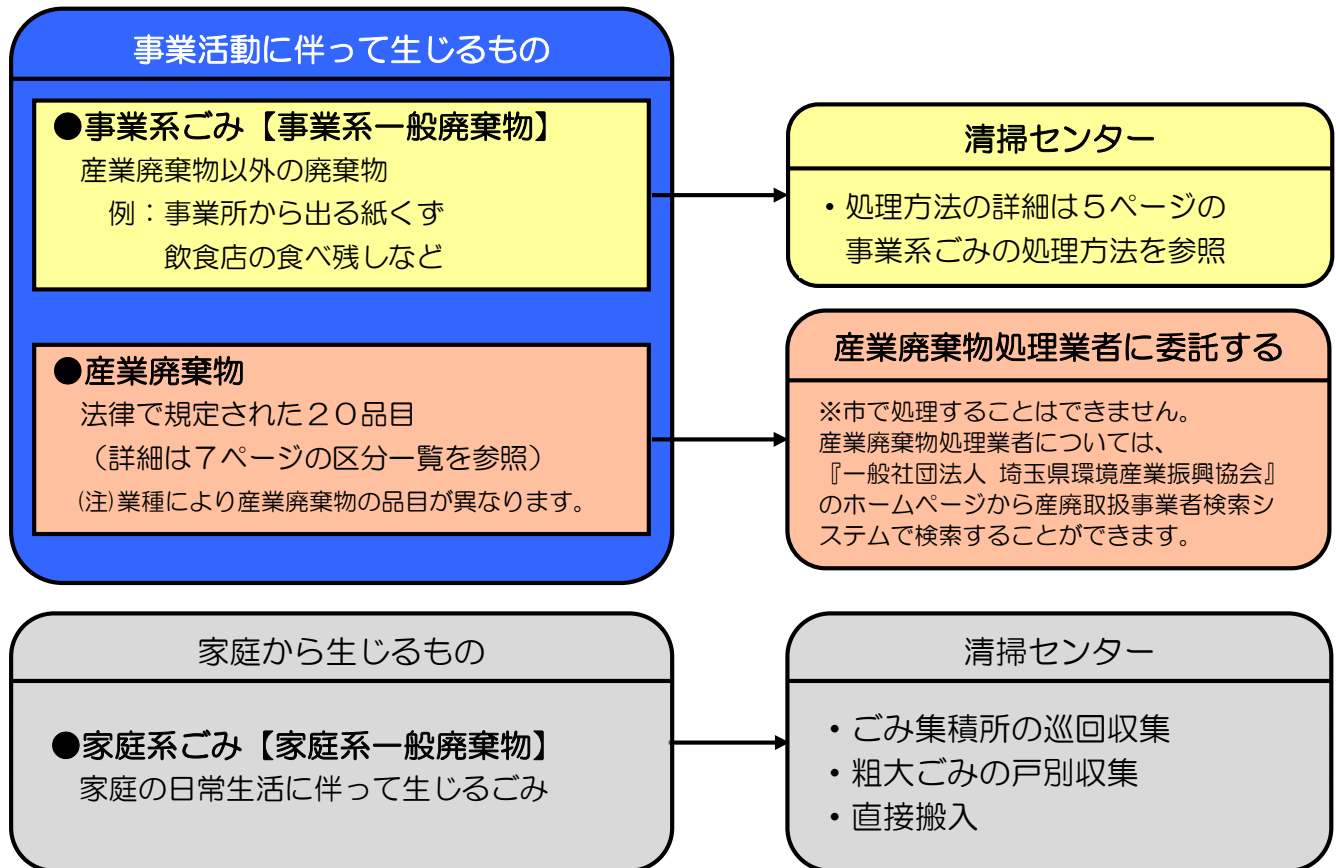 事業活動に伴って生じるもの
●事業系ごみ【事業系一般廃棄物】
産業廃棄物以外の廃棄物
例：事業所から出る紙くず
飲食店の食べ残しなど
清掃センター
・処理方法の詳細は５ページの
事業系ごみの処理方法を参照
●産業廃棄物
法律で規定された２０品目
（詳細は７ページの区分一覧を参照）
(注)業種により産業廃棄物の品目が異なります。
産業廃棄物処理業者に委託する
※市で処理することはできません。
産業廃棄物処理業者については、
『一般社団法人 埼玉県環境産業振興協会』
のホームページから産廃取扱事業者検索シ
ステムで検索することができます。
家庭から生じるもの
●家庭系ごみ【家庭系一般廃棄物】
家庭の日常生活に伴って生じるごみ
清掃センター
・ごみ集積所の巡回収集
・粗大ごみの戸別収集
・直接搬入